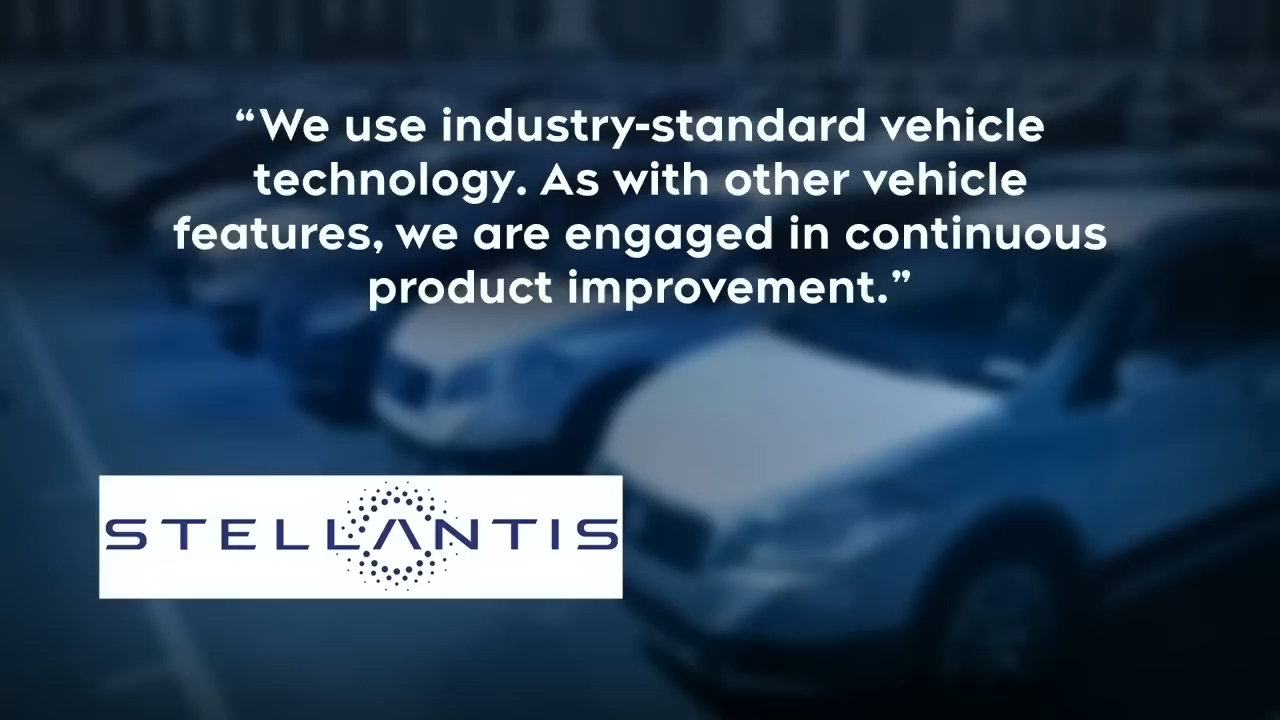 “We use industry-standard vehicle
technology. As with other vehicle
features, we are engaged in continuous
product improvement.”
STELLANTIS